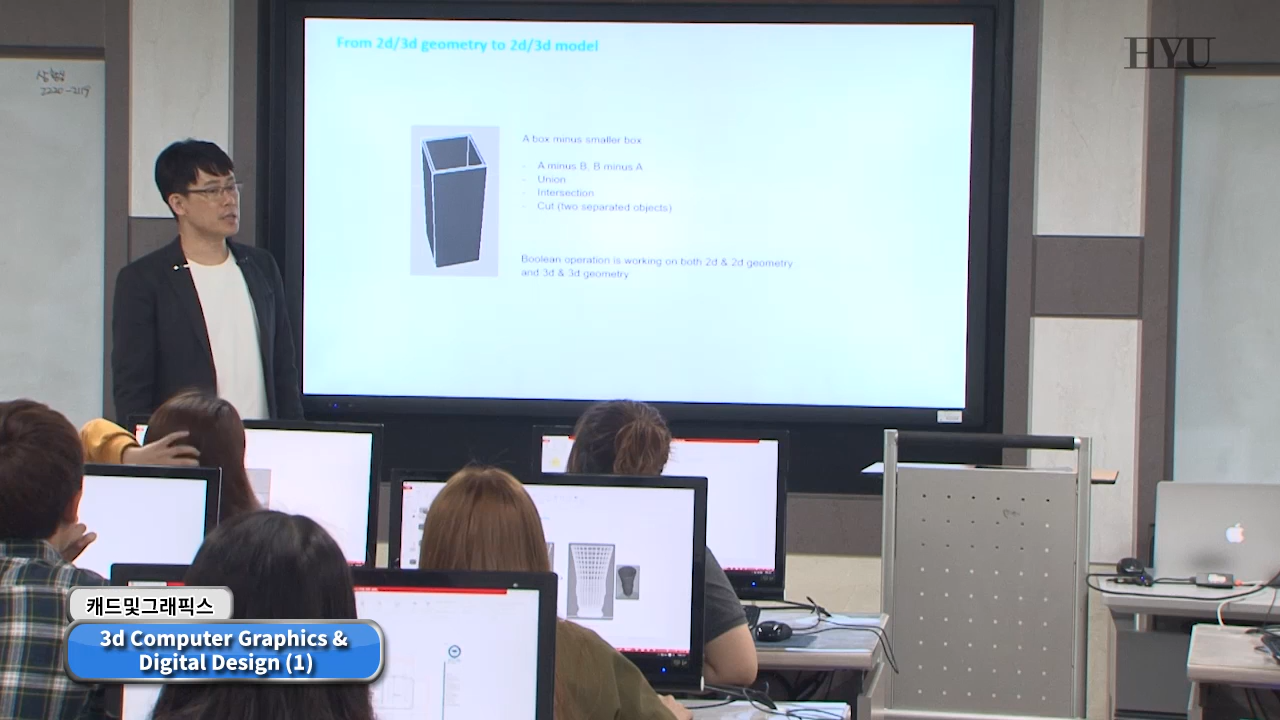 From 2d/3d geometry to 2d/3d model
HYU
2220-2119
A box minus smaller box
- A minus B, B minus A
- Union
- Intersection
- Cut (two separated objects)
Boolean operation is working on both 2d & 2d geometry
and 3d & 3d geometry
캐드및그래픽스
3d Computer Graphics &
Digital Design (1)